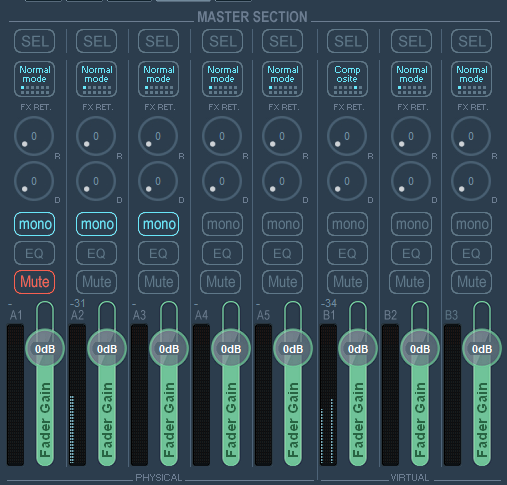 MASTER SECTION
SEL SEL SEL SEL SEL SEL SEL SEL
Normal Normal Normal Normal Normal Comp Normal Normal
mode mode mode mode mode osite mode mode
FX RET. FX RET. FX RET. FX RET. FX RET. FX RET. FX RET. FX RET.
0 0 0 0 0 0 0 0
R R R R R R R R
0 0 0 0 0 0 0 0
D D D D D D D D
mono mono mono mono mono mono mono mono
EQ EQ EQ EQ EQ EQ EQ EQ
Mute Mute Mute Mute Mute Mute Mute Mute
- -31 - - - -34 - -
A1 A2 A3 A4 A5 B1 B2 B3
0dB 0dB 0dB 0dB 0dB 0dB 0dB 0dB
Fader Gain Fader Gain Fader Gain Fader Gain Fader Gain Fader Gain Fader Gain Fader Gain
PHYSICAL VIRTUAL